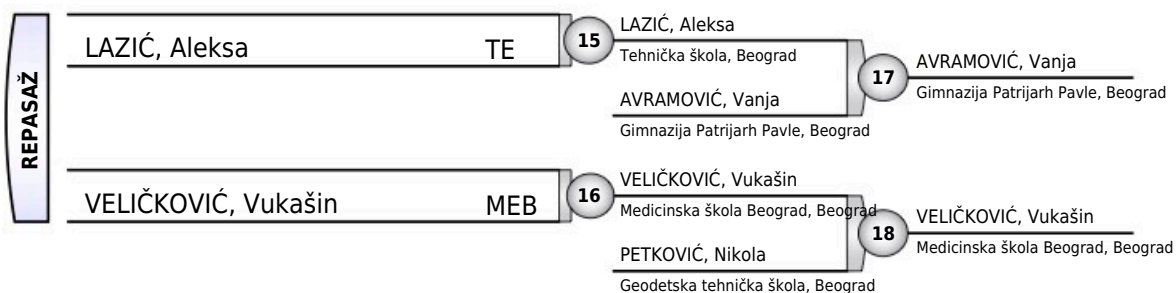 REPASAŽ
LAZIĆ, Aleksa TE
15
LAZIĆ, Aleksa
Tehnička škola, Beograd
AVRAMOVIĆ, Vanja
Gimnazija Patrijarh Pavle, Beograd
17
AVRAMOVIĆ, Vanja
Gimnazija Patrijarh Pavle, Beograd
VELIČKOVIĆ, Vukašin MEB
16
VELIČKOVIĆ, Vukašin
Medicinska škola Beograd, Beograd
PETKOVIĆ, Nikola
Geodetska tehnička škola, Beograd
18
VELIČKOVIĆ, Vukašin
Medicinska škola Beograd, Beograd